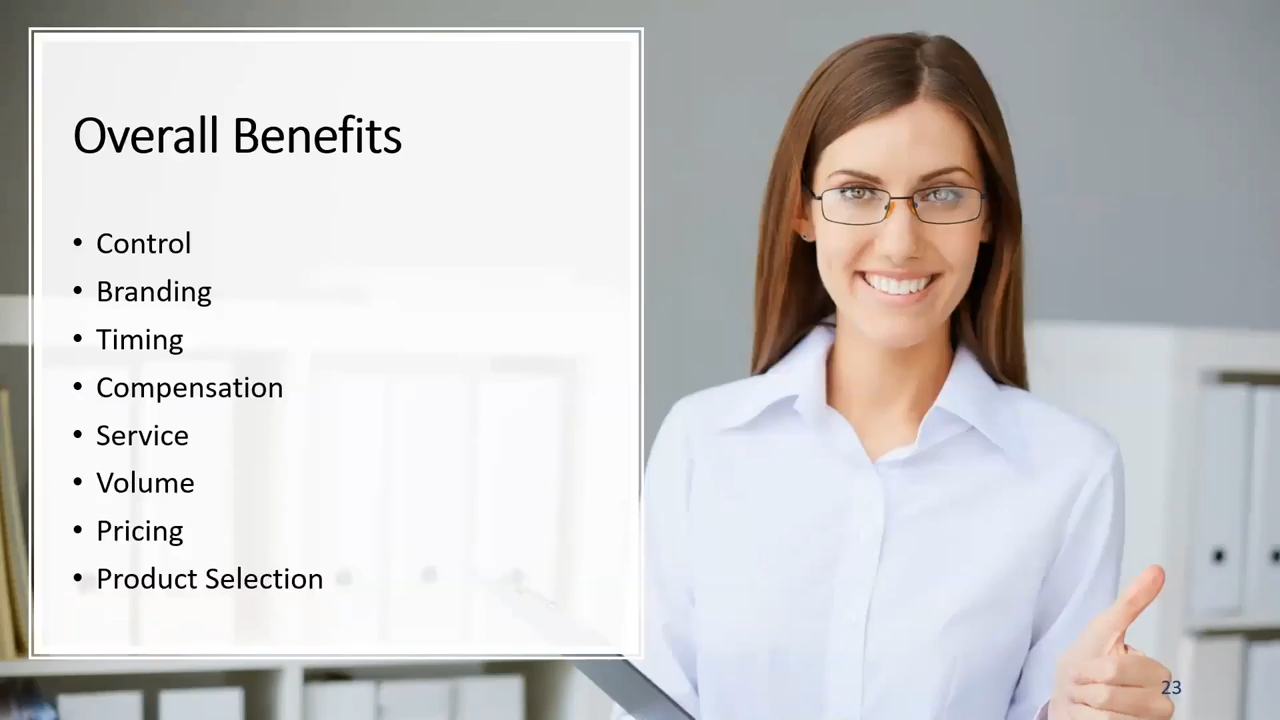 Overall Benefits
• Control
• Branding
• Timing
• Compensation
• Service
• Volume
• Pricing
• Product Selection
23